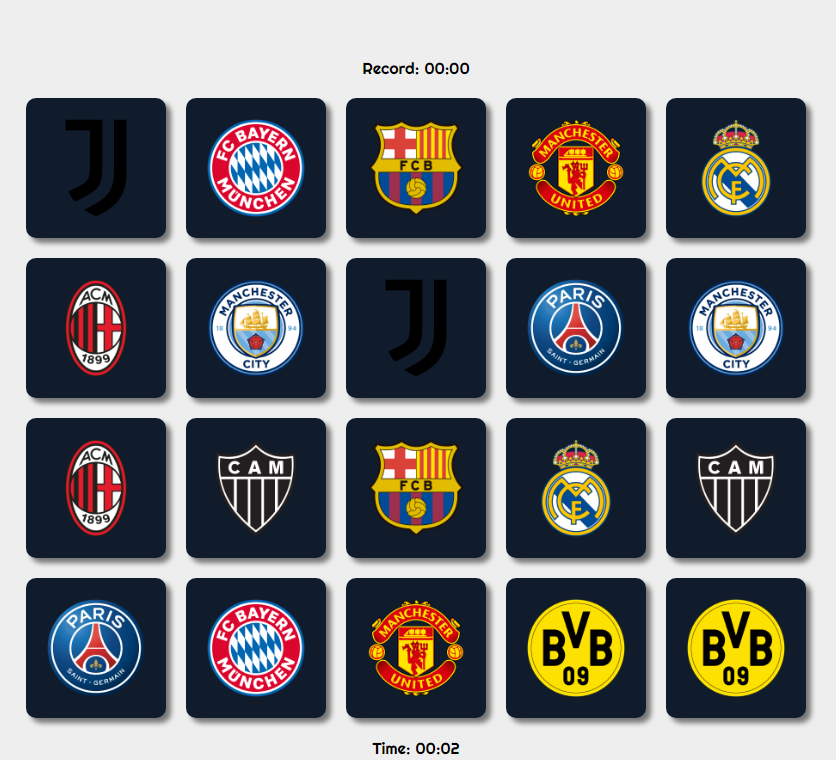 Record: 00:00
FC BAYERN
MÜNCHEN
FCB
MANCHESTER
UNITED
ACM
1899
MANCHESTER
18 94
CITY
PARIS
SAINT-GERMAIN
MANCHESTER
18 94
CITY
ACM
1899
CAM
FCB
CAM
PARIS
SAINT-GERMAIN
FC BAYERN
MÜNCHEN
MANCHESTER
UNITED
BVB
09
BVB
09
Time: 00:02